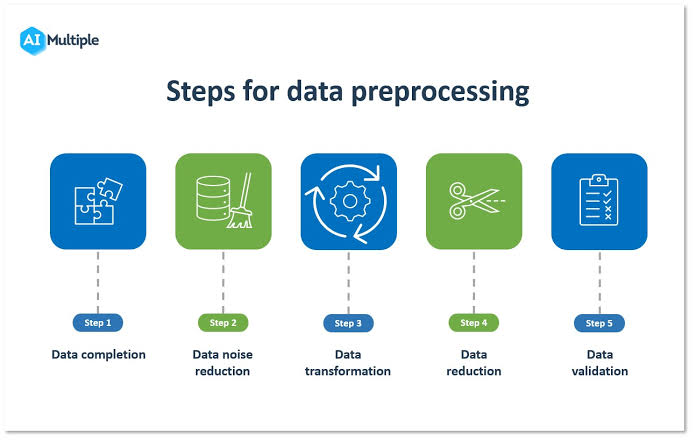 AI Multiple
Steps for data preprocessing
Step 1
Step 2
Step 3
Step 4
Step 5
Data completion
Data noise
reduction
Data
transformation
Data
reduction
Data
validation